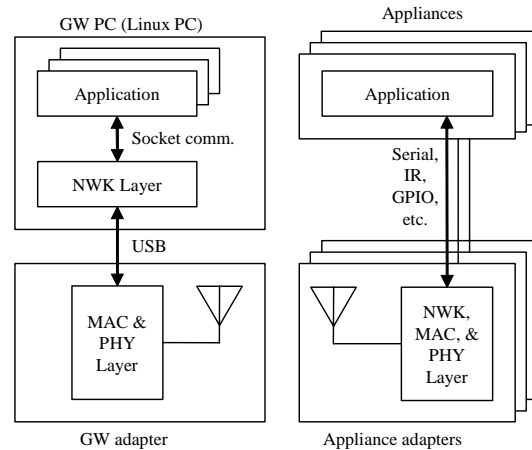 GW PC (Linux PC)
Application
Socket comm.
NWK Layer
USB
MAC &
PHY
Layer
GW adapter
Appliances
Application
Serial,
IR,
GPIO,
etc.
NWK,
MAC, &
PHY
Layer
Appliance adapters